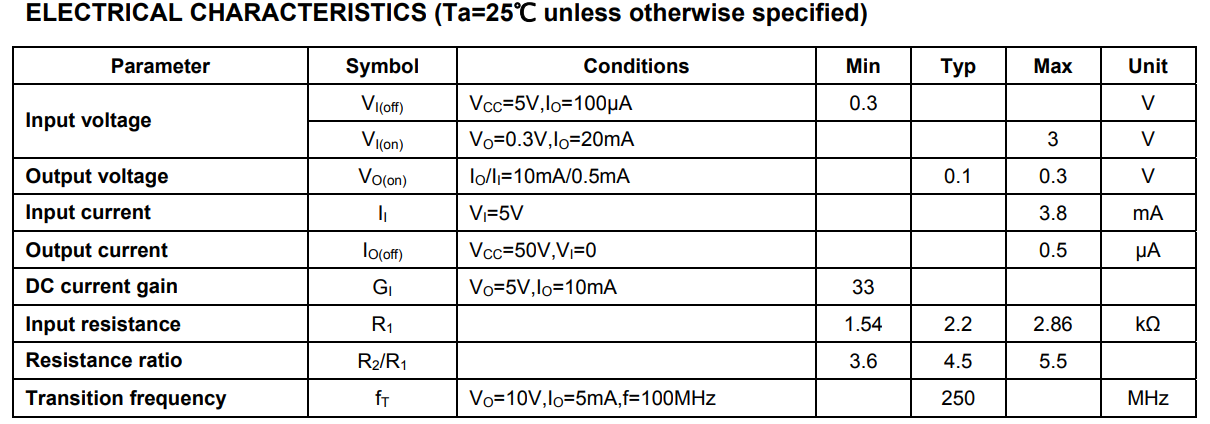 ELECTRICAL CHARACTERISTICS (Ta=25℃ unless otherwise specified)
Parameter Symbol Conditions Min Typ Max Unit
Input voltage
VI(off) VCC=5V,IO=100μA 0.3 V
VI(on) VO=0.3V,IO=20mA 3 V
Output voltage VO(on) IO/II=10mA/0.5mA 0.1 0.3 V
Input current II VI=5V 3.8 mA
Output current IO(off) VCC=50V,VI=0 0.5 μA
DC current gain GI VO=5V,IO=10mA 33
Input resistance R1 1.54 2.2 2.86 kΩ
Resistance ratio R2/R1 3.6 4.5 5.5
Transition frequency fT VO=10V,IO=5mA,f=100MHz 250 MHz